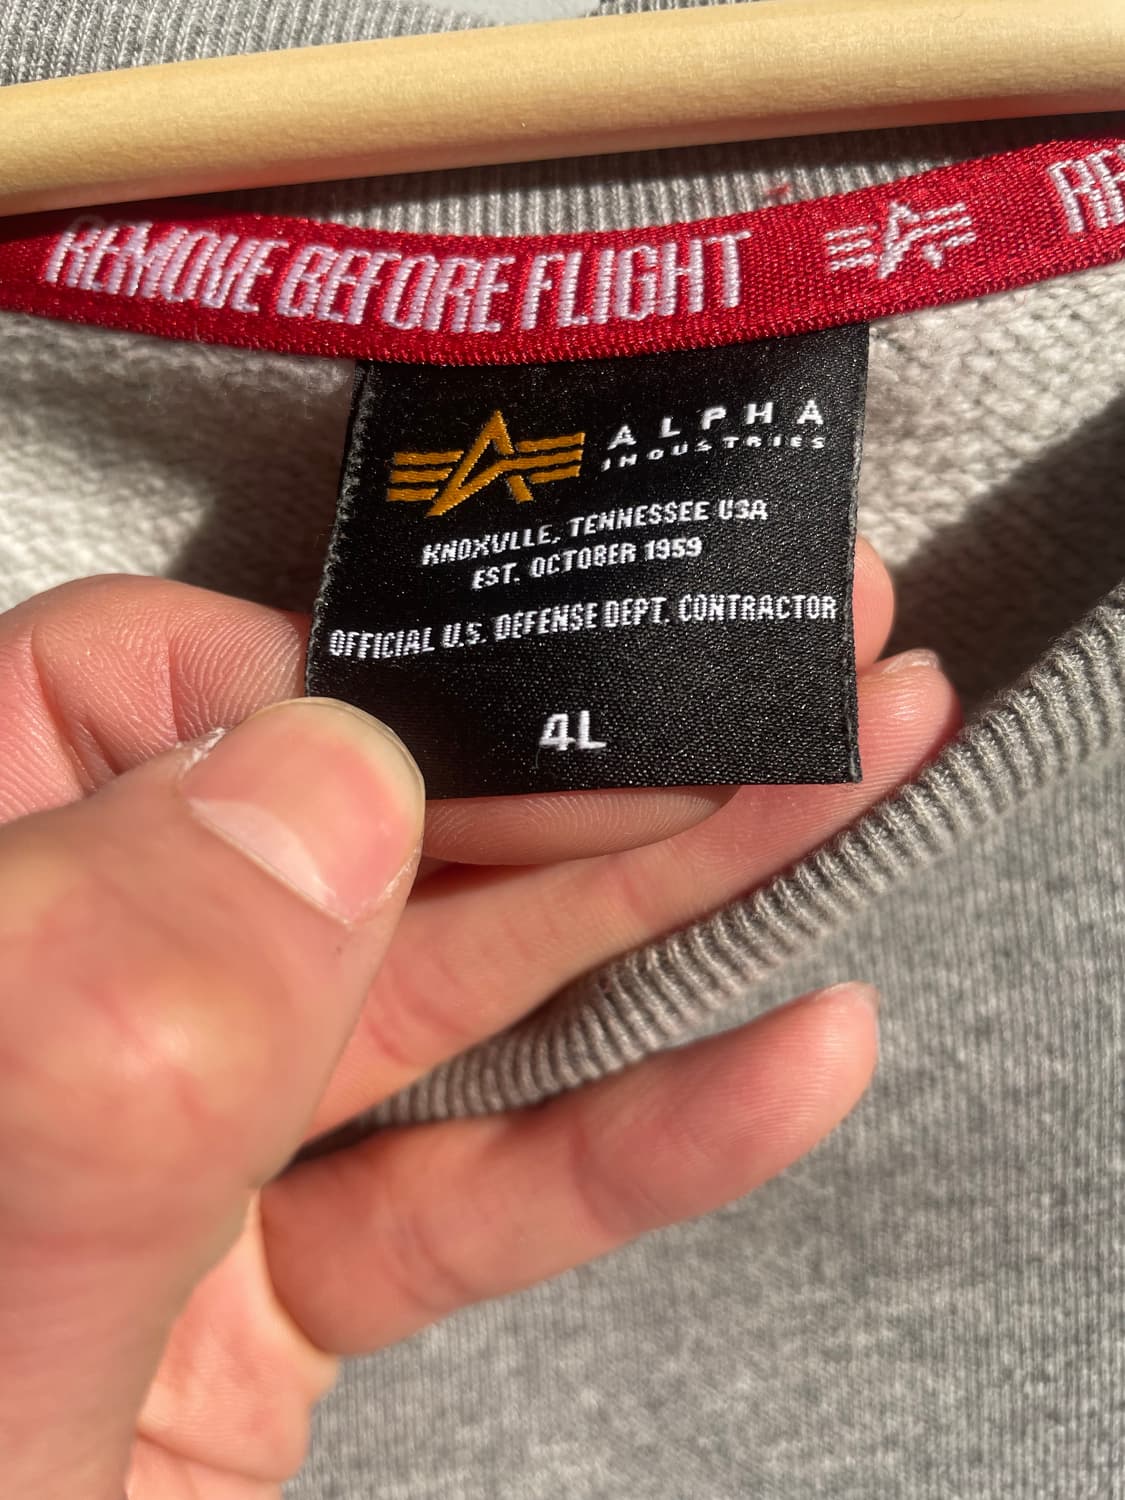 REMOVE BEFORE FLIGHT
ALPHA
INDUSTRIES
KNOXVILLE, TENNESSEE USA
EST. OCTOBER 1959
OFFICIAL U.S. DEFENSE DEPT. CONTRACTOR
4L